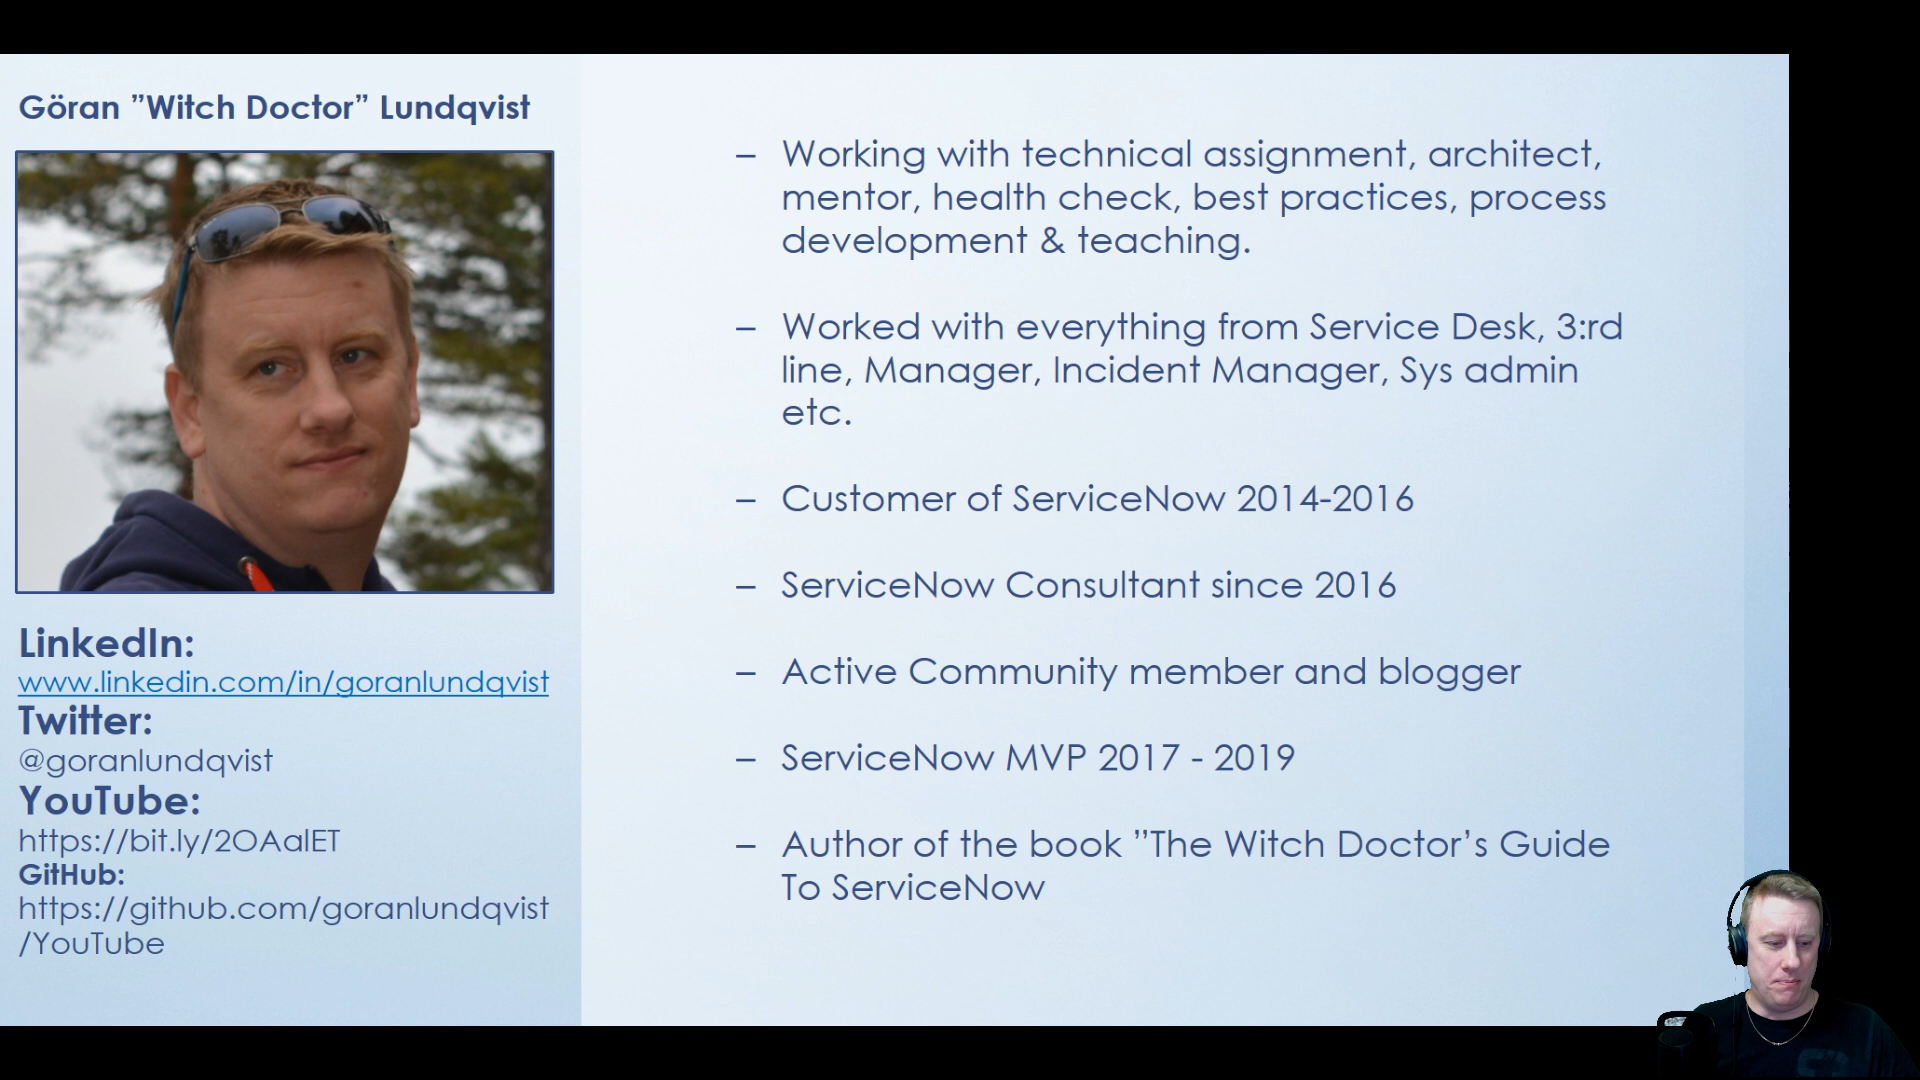 Göran ”Witch Doctor” Lundqvist
LinkedIn:
www.linkedin.com/in/goranlundqvist
Twitter:
@goranlundqvist
YouTube:
https://bit.ly/2OAalET
GitHub:
https://github.com/goranlundqvist
/YouTube
– Working with technical assignment, architect,
mentor, health check, best practices, process
development & teaching.
– Worked with everything from Service Desk, 3:rd
line, Manager, Incident Manager, Sys admin
etc.
– Customer of ServiceNow 2014-2016
– ServiceNow Consultant since 2016
– Active Community member and blogger
– ServiceNow MVP 2017 - 2019
– Author of the book ”The Witch Doctor’s Guide
To ServiceNow